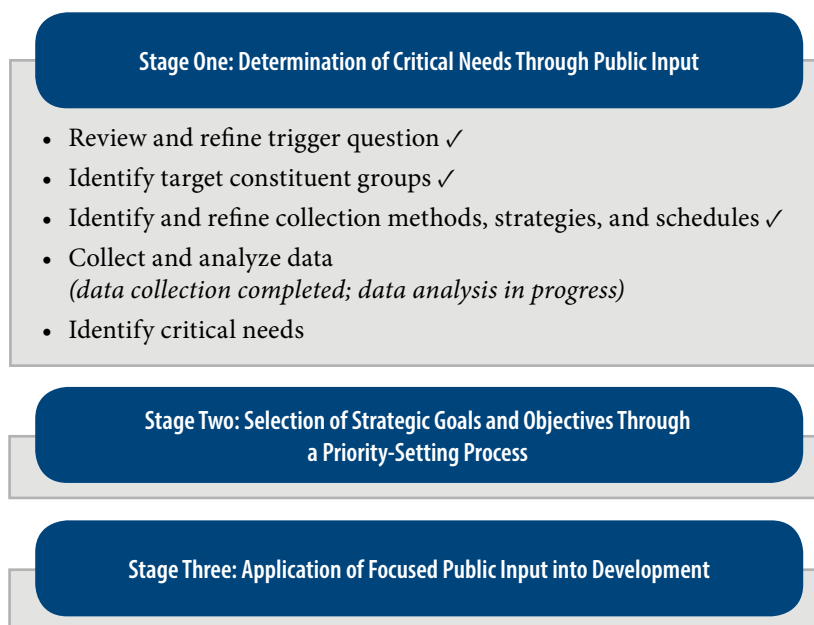 Stage One: Determination of Critical Needs Through Public Input
• Review and refine trigger question ✓
• Identify target constituent groups ✓
• Identify and refine collection methods, strategies, and schedules ✓
• Collect and analyze data
(data collection completed; data analysis in progress)
• Identify critical needs
Stage Two: Selection of Strategic Goals and Objectives Through
a Priority-Setting Process
Stage Three: Application of Focused Public Input into Development